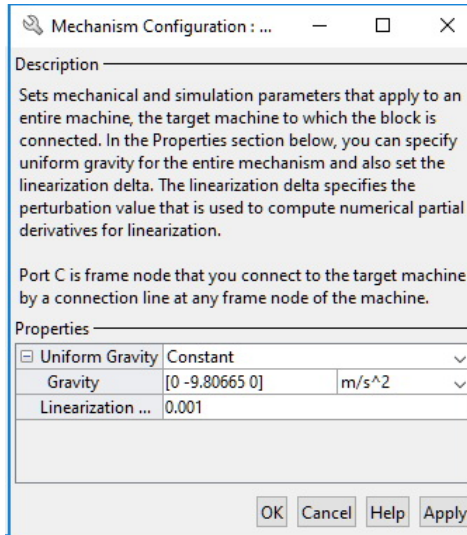 Mechanism Configuration : ...
Description
Sets mechanical and simulation parameters that apply to an
entire machine, the target machine to which the block is
connected. In the Properties section below, you can specify
uniform gravity for the entire mechanism and also set the
linearization delta. The linearization delta specifies the
perturbation value that is used to compute numerical partial
derivatives for linearization.
Port C is frame node that you connect to the target machine
by a connection line at any frame node of the machine.
Properties
Uniform Gravity Constant
Gravity [0 -9.80665 0] m/s^2
Linearization ... 0.001
OK Cancel Help Apply